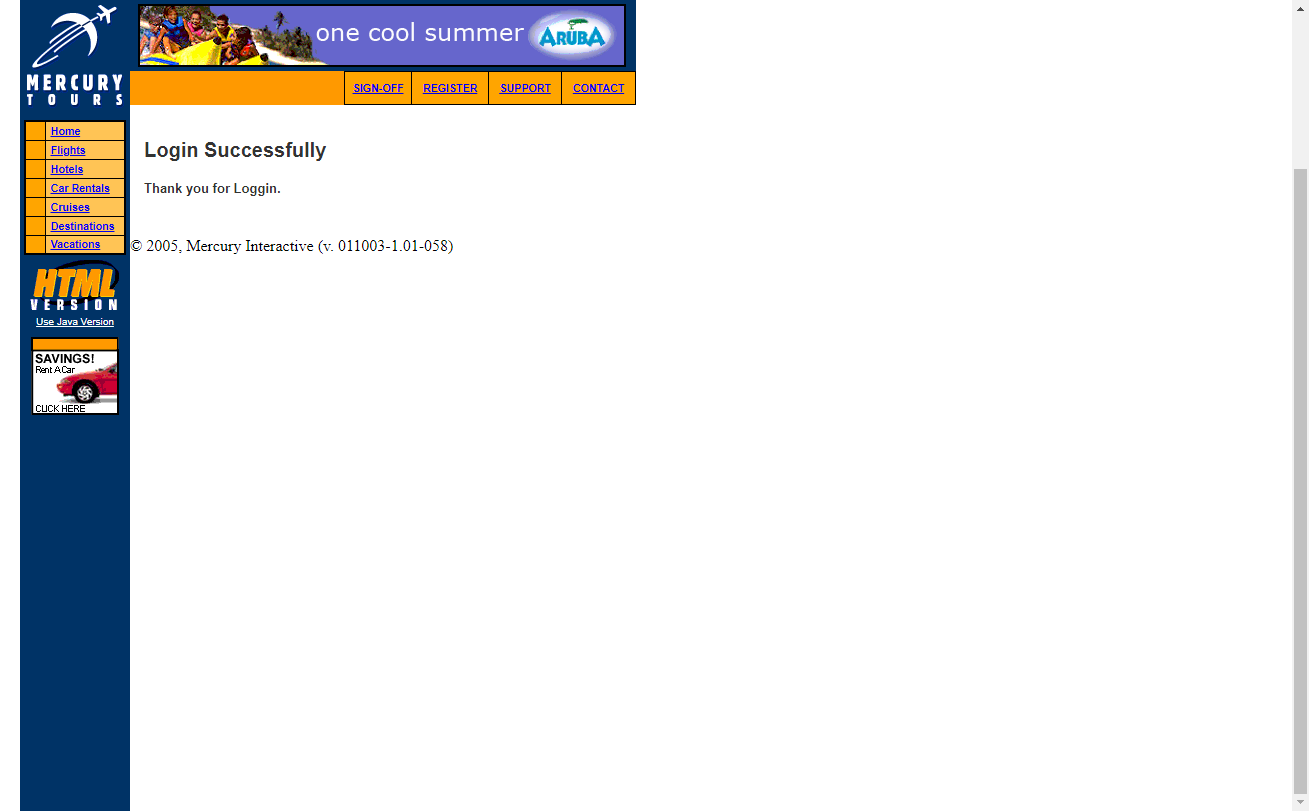 MERCURY
TOURS
one cool summer ARUBA
SIGN-OFF REGISTER SUPPORT CONTACT
Home
Flights
Hotels
Car Rentals
Cruises
Destinations
Vacations
HTML
VERSION
Use Java Version
SAVINGS!
Rent A Car
CLICK HERE
Login Successfully
Thank you for Loggin.
© 2005, Mercury Interactive (v. 011003-1.01-058)